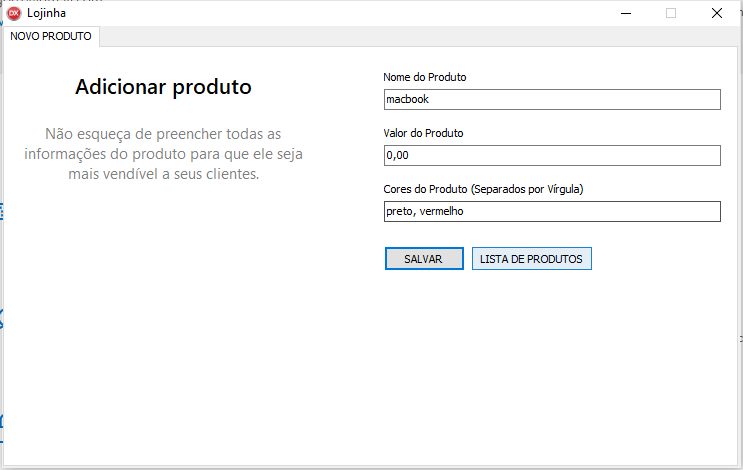 DX Lojinha
NOVO PRODUTO
Adicionar produto
Não esqueça de preencher todas as
informações do produto para que ele seja
mais vendível a seus clientes.
Nome do Produto
macbook
Valor do Produto
0,00
Cores do Produto (Separados por Vírgula)
preto, vermelho
SALVAR LISTA DE PRODUTOS